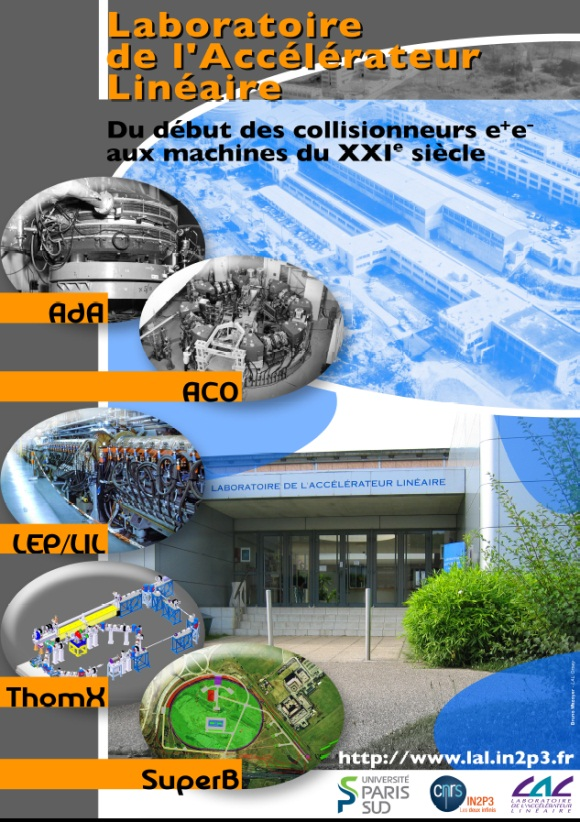 Laboratoire
de l'Accélérateur
Linéaire
Du début des collisionneurs e⁺e⁻
aux machines du XXIᵉ siècle
AdA
ACO
LABORATOIRE DE L'ACCÉLÉRATEUR LINÉAIRE
LEP/LIL
ThomX
SuperB
http://www.lal.in2p3.fr
UNIVERSITÉ
PARIS
SUD
cnrs
IN2P3
Les deux infinis
LAL
LABORATOIRE
DE L'ACCÉLÉRATEUR
LINÉAIRE